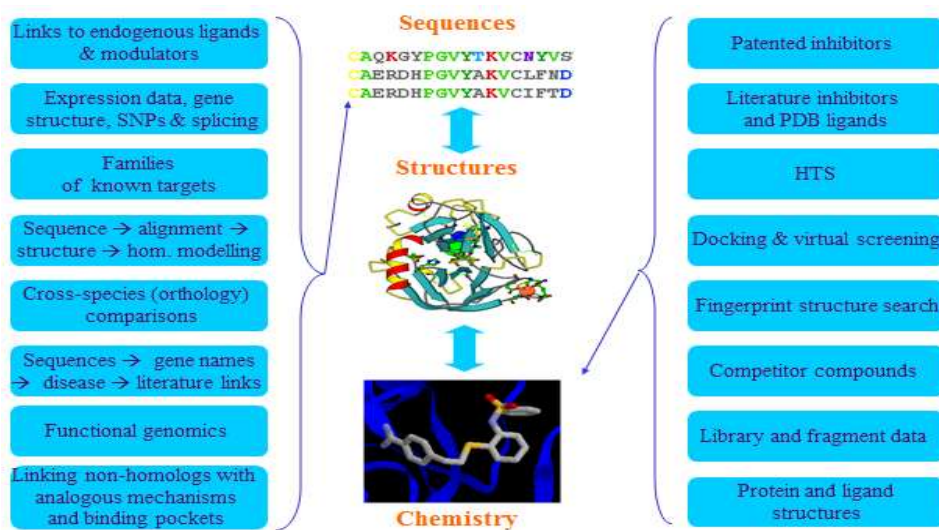 Links to endogenous ligands
& modulators
Expression data, gene
structure, SNPs & splicing
Families
of known targets
Sequence → alignment →
structure → hom. modelling
Cross-species (orthology)
comparisons
Sequences → gene names
→ disease → literature links
Functional genomics
Linking non-homologs with
analogous mechanisms
and binding pockets
Sequences
CAQKGYPGVYTKVCNYVS
CAERDHPGVYAKVCLFND
CAERDHPGVYAKVCIFTD
Structures
Chemistry
Patented inhibitors
Literature inhibitors
and PDB ligands
HTS
Docking & virtual screening
Fingerprint structure search
Competitor compounds
Library and fragment data
Protein and ligand
structures